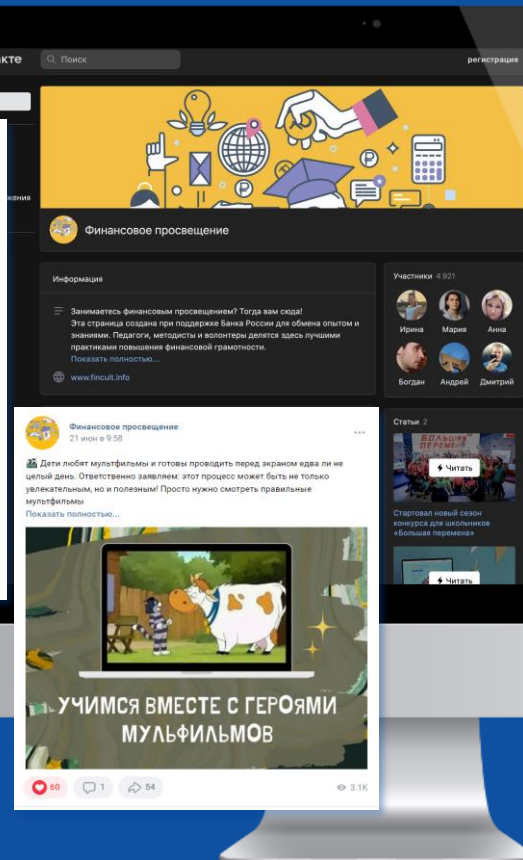 акте
Поиск
регистрация
жения
Финансовое просвещение
Информация
Занимаетесь финансовым просвещением? Тогда вам сюда!
Эта страница создана при поддержке Банка России для обмена опытом и
знаниями. Педагоги, методисты и волонтеры делятся здесь лучшими
практиками повышения финансовой грамотности.
Показать полностью...
www.fincult.info
Участники 4 921
Ирина Мария Анна
Богдан Андрей Дмитрий
Финансовое просвещение
21 июн в 9:58
Дети любят мультфильмы и готовы проводить перед экраном едва ли не
целый день. Ответственно заявляем: этот процесс может быть не только
увлекательным, но и полезным! Просто нужно смотреть правильные
мультфильмы
Показать полностью...
УЧИМСЯ ВМЕСТЕ С ГЕРОЯМИ
МУЛЬФИЛЬМОВ
60 1 54 3.1K
Статьи 2
БОЛЬШАЯ
ПЕРЕМЕНА
Читать
Стартовал новый сезон
конкурса для школьников
«Большая перемена»
Читать